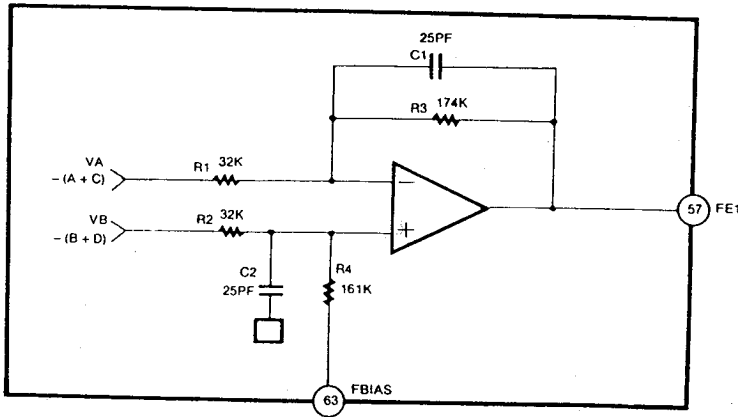 25PF
C1
R3 174K
VA
R1 32K
−(A + C)
−
VB
R2 32K
−(B + D)
+
57 FE1
C2
25PF
R4
161K
FBIAS
63